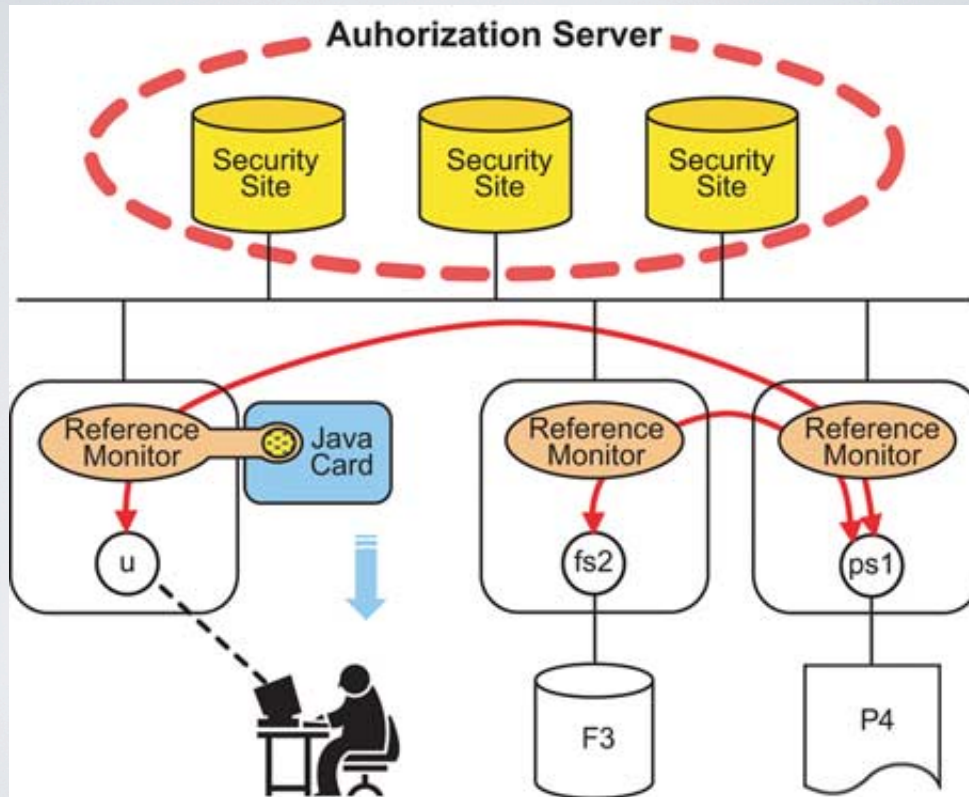 Auhorization Server
Security
Site
Security
Site
Security
Site
Reference
Monitor
Java
Card
Reference
Monitor
Reference
Monitor
u
fs2
ps1
F3
P4